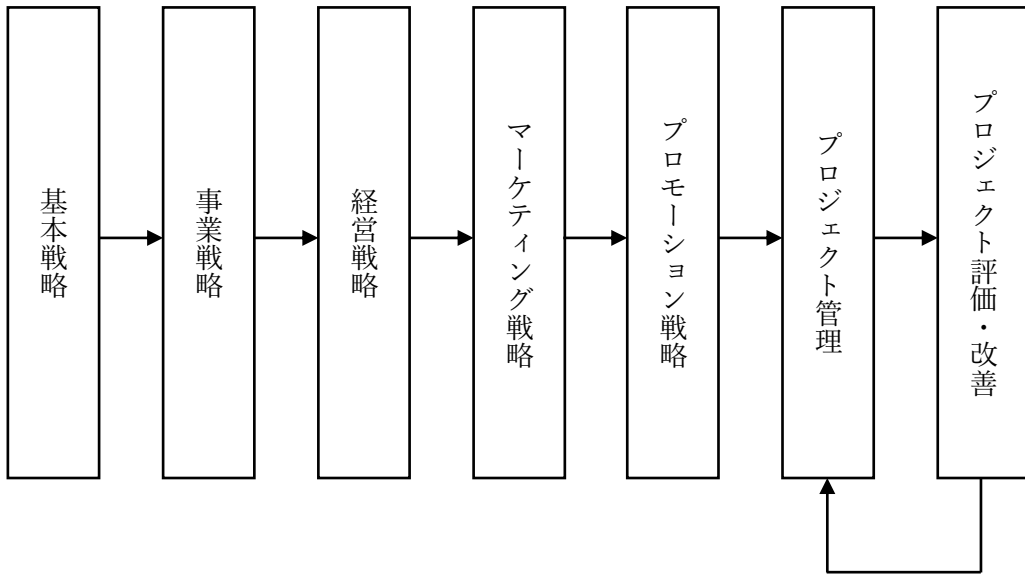 基本戦略
事業戦略
経営戦略
マーケティング戦略
プロモーション戦略
プロジェクト管理
プロジェクト評価・改善